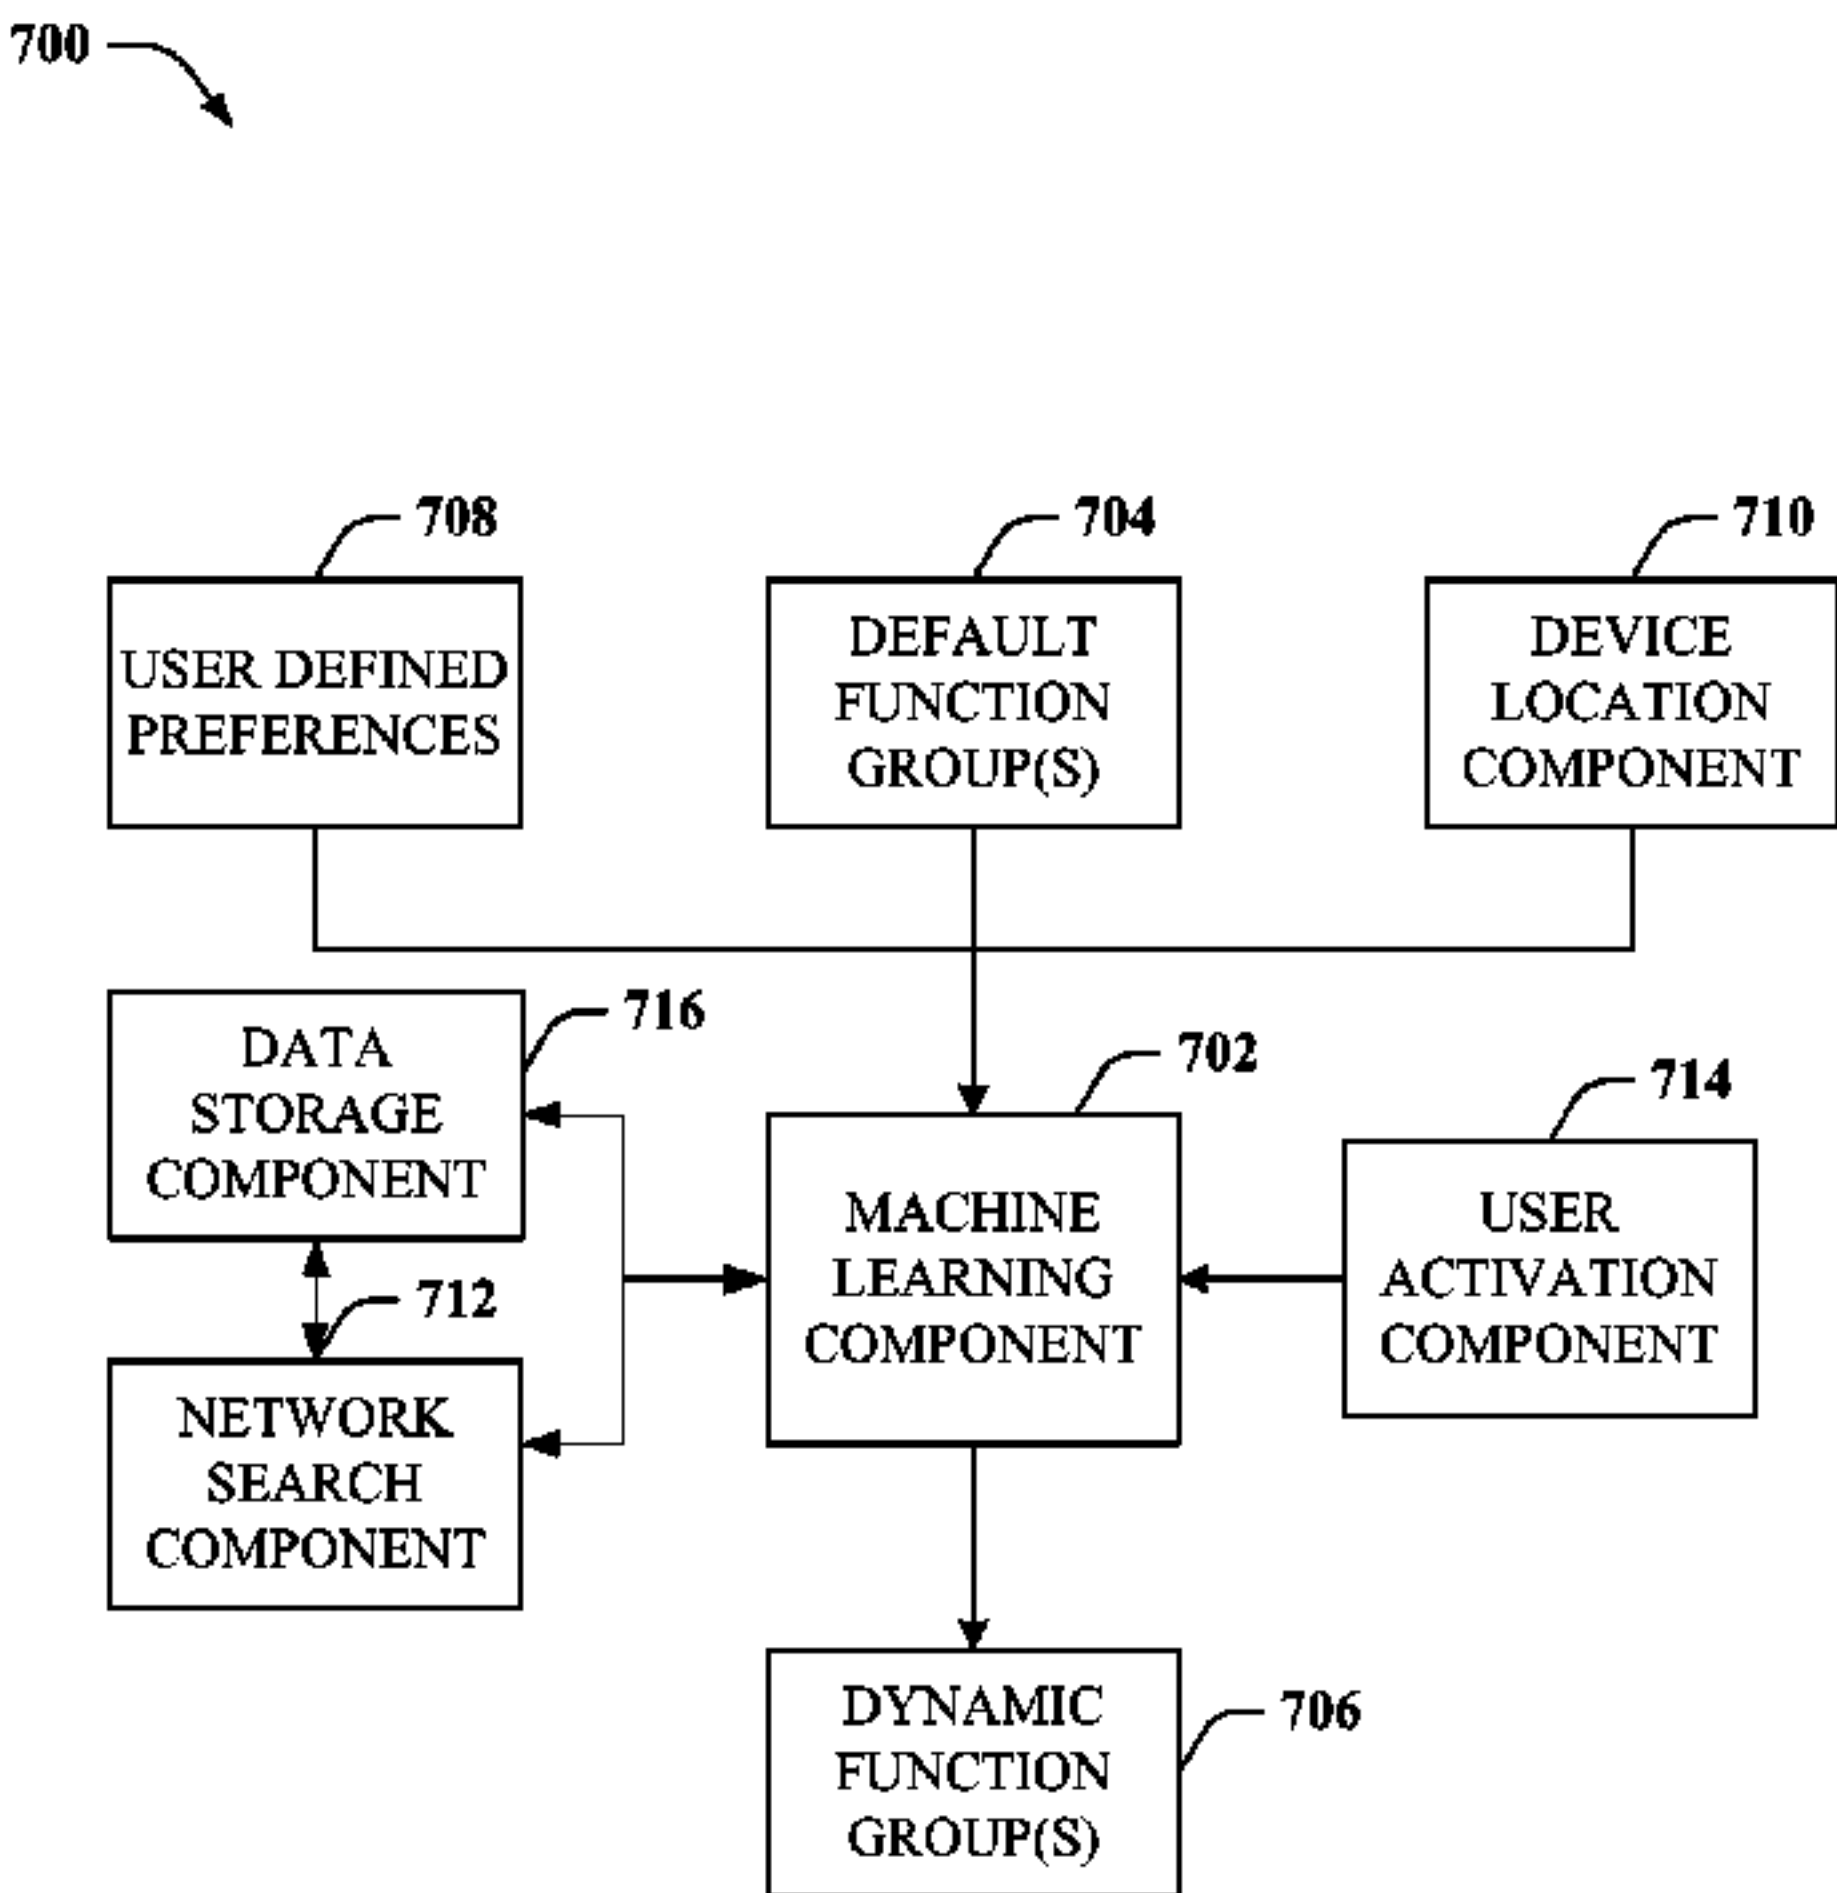 700
708
704
710
USER DEFINED
PREFERENCES
DEFAULT
FUNCTION
GROUP(S)
DEVICE
LOCATION
COMPONENT
716
702
714
DATA
STORAGE
COMPONENT
MACHINE
LEARNING
COMPONENT
USER
ACTIVATION
COMPONENT
712
NETWORK
SEARCH
COMPONENT
706
DYNAMIC
FUNCTION
GROUP(S)